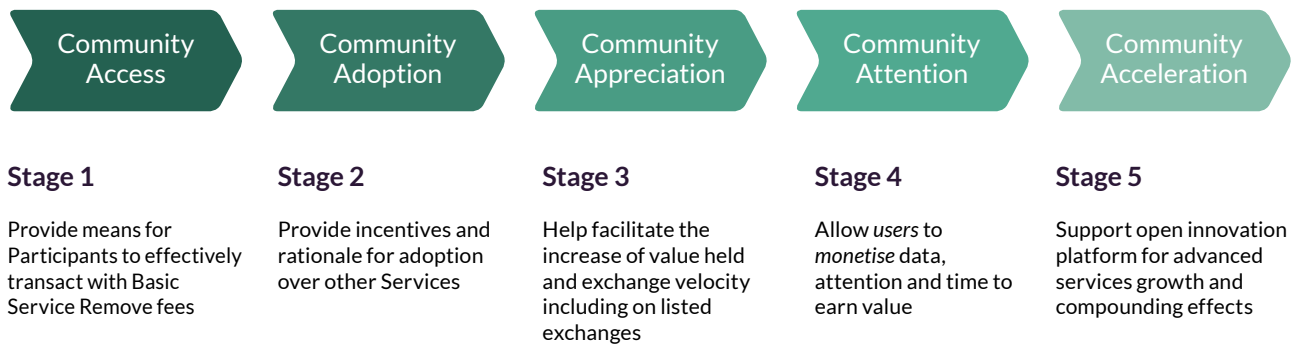 Community
Access
Community
Adoption
Community
Appreciation
Community
Attention
Community
Acceleration
Stage 1
Provide means for
Participants to effectively
transact with Basic
Service Remove fees
Stage 2
Provide incentives and
rationale for adoption
over other Services
Stage 3
Help facilitate the
increase of value held
and exchange velocity
including on listed
exchanges
Stage 4
Allow users to
monetise data,
attention and time to
earn value
Stage 5
Support open innovation
platform for advanced
services growth and
compounding effects